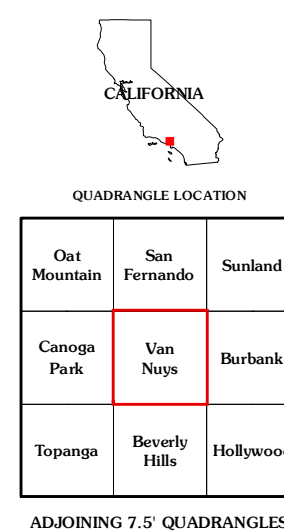 CALIFORNIA
QUADRANGLE LOCATION
Oat
Mountain
San
Fernando
Sunland
Canoga
Park
Van
Nuys
Burbank
Topanga
Beverly
Hills
Hollywoo
ADJOINING 7.5' QUADRANGLES